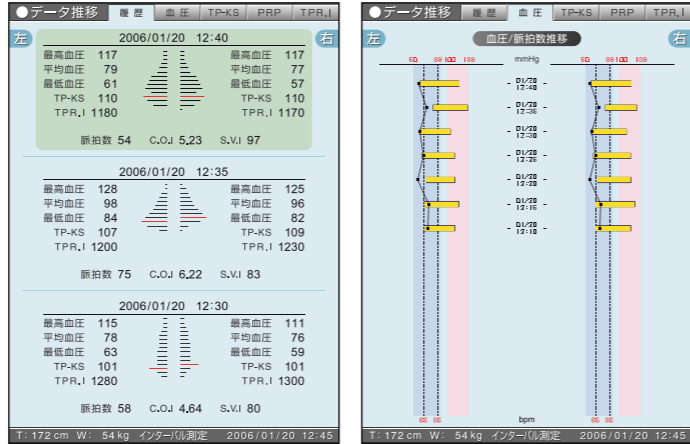 ●データ推移 履歴 血圧 TP-KS PRP TPR.I
左 2006/01/20 12:40 右
最高血圧 117 最高血圧 117
平均血圧 79 平均血圧 77
最低血圧 61 最低血圧 57
TP-KS 110 TP-KS 110
TPR.I 1180 TPR.I 1170
脈拍数 54 C.O.I 5.23 S.V.I 97
2006/01/20 12:35
最高血圧 128 最高血圧 125
平均血圧 98 平均血圧 96
最低血圧 84 最低血圧 82
TP-KS 107 TP-KS 109
TPR.I 1200 TPR.I 1230
脈拍数 75 C.O.I 6.22 S.V.I 83
2006/01/20 12:30
最高血圧 115 最高血圧 111
平均血圧 78 平均血圧 76
最低血圧 63 最低血圧 59
TP-KS 101 TP-KS 101
TPR.I 1280 TPR.I 1300
脈拍数 58 C.O.I 4.64 S.V.I 80
T: 172 cm W: 54 kg インターバル測定 2006/01/20 12:45
●データ推移 履歴 血圧 TP-KS PRP TPR.I
左 血圧/脈拍数推移 右
mmHg
- 01/20 -
12:40
- 01/20 -
12:35
- 01/20 -
12:30
- 01/20 -
12:25
- 01/20 -
12:20
- 01/20 -
12:15
- 01/20 -
12:10
bpm
T: 172 cm W: 54 kg インターバル測定 2006/01/20 12:45